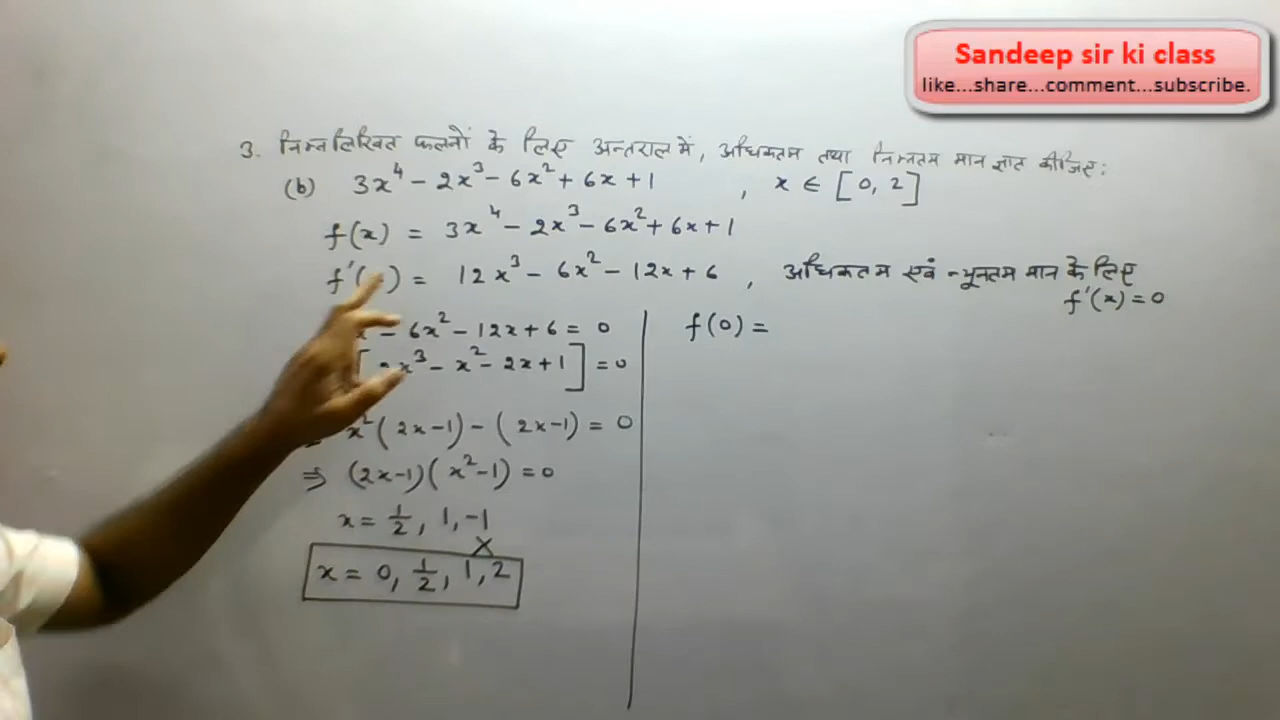 Sandeep sir ki class
like...share...comment...subscribe.
3. निम्नलिखित फलनों के लिए अन्तराल में, अधिकतम तथा निम्नतम मान ज्ञात कीजिए:
(b) 3x⁴ - 2x³ - 6x² + 6x + 1 , x ∈ [0, 2]
f(x) = 3x⁴ - 2x³ - 6x² + 6x + 1
f'( ) = 12x³ - 6x² - 12x + 6 , अधिकतम एवं न्यूनतम मान के लिए
f'(x) = 0
x - 6x² - 12x + 6 = 0
[ x³ - x² - 2x + 1 ] = 0
x² (2x-1) - (2x-1) = 0
⇒ (2x-1)(x²-1) = 0
x = 1/2, 1, -1
x
x = 0, 1/2, 1, 2
f(0) =